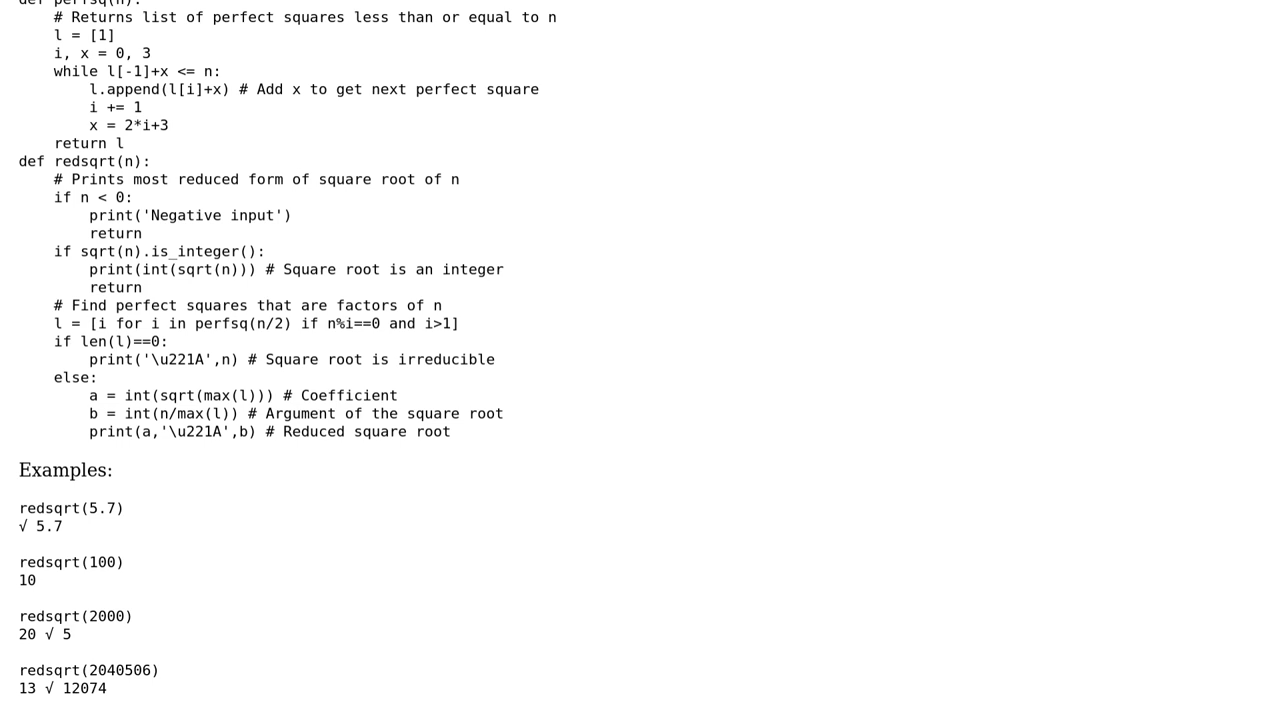 def perfsq(n):
    # Returns list of perfect squares less than or equal to n
    l = [1]
    i, x = 0, 3
    while l[-1]+x <= n:
        l.append(l[i]+x) # Add x to get next perfect square
        i += 1
        x = 2*i+3
    return l
def redsqrt(n):
    # Prints most reduced form of square root of n
    if n < 0:
        print('Negative input')
        return
    if sqrt(n).is_integer():
        print(int(sqrt(n))) # Square root is an integer
        return
    # Find perfect squares that are factors of n
    l = [i for i in perfsq(n/2) if n%i==0 and i>1]
    if len(l)==0:
        print('\u221A',n) # Square root is irreducible
    else:
        a = int(sqrt(max(l))) # Coefficient
        b = int(n/max(l)) # Argument of the square root
        print(a,'\u221A',b) # Reduced square root
Examples:
redsqrt(5.7)
√ 5.7
redsqrt(100)
10
redsqrt(2000)
20 √ 5
redsqrt(2040506)
13 √ 12074